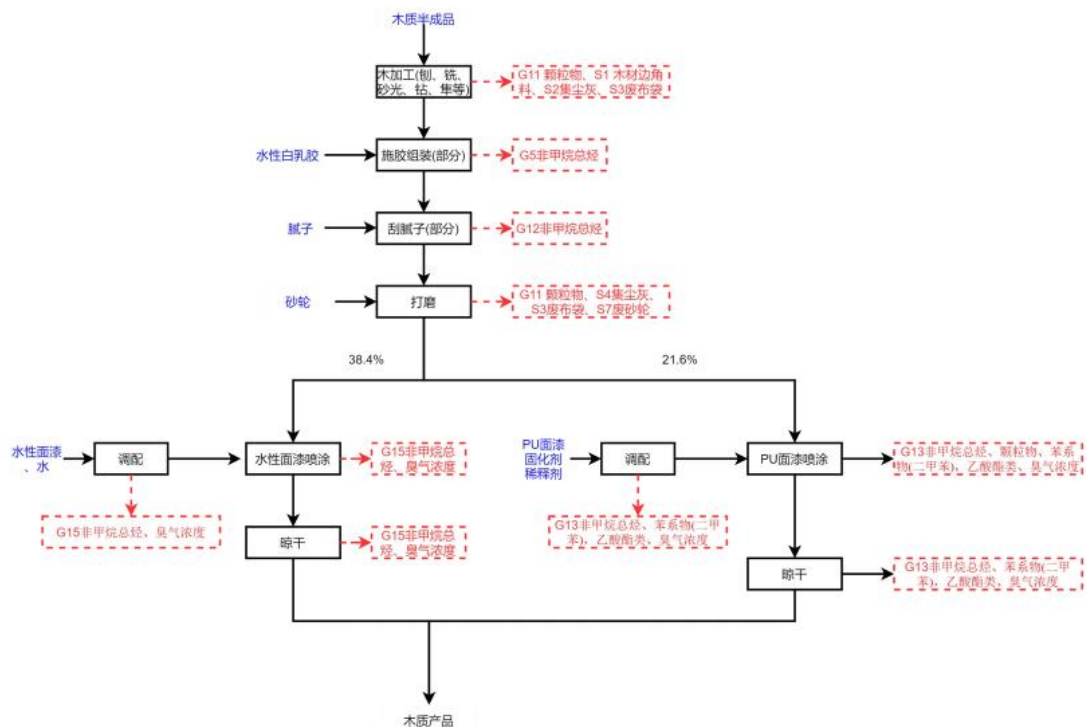 木质半成品
木加工(刨、铣、
砂光、钻、隼等)
G11 颗粒物、S1 木材边角
料、S2集尘灰、S3废布袋
水性白乳胶
施胶组装(部分)
G5非甲烷总烃
腻子
刮腻子(部分)
G12非甲烷总烃
砂轮
打磨
G11 颗粒物、S4集尘灰、
S3废布袋、S7废砂轮
38.4%
21.6%
水性面漆
、水
调配
水性面漆喷涂
G15非甲烷总
烃、臭气浓度
PU面漆
固化剂
稀释剂
调配
PU面漆喷涂
G13非甲烷总烃、颗粒物、苯系
物(二甲苯)，乙酸酯类、臭气浓度
G15非甲烷总烃、臭气浓度
晾干
G15非甲烷总
烃、臭气浓度
G13非甲烷总烃、苯系物(二甲
苯)，乙酸酯类、臭气浓度
晾干
G13非甲烷总烃、苯系物(二甲
苯)，乙酸酯类、臭气浓度
木质产品